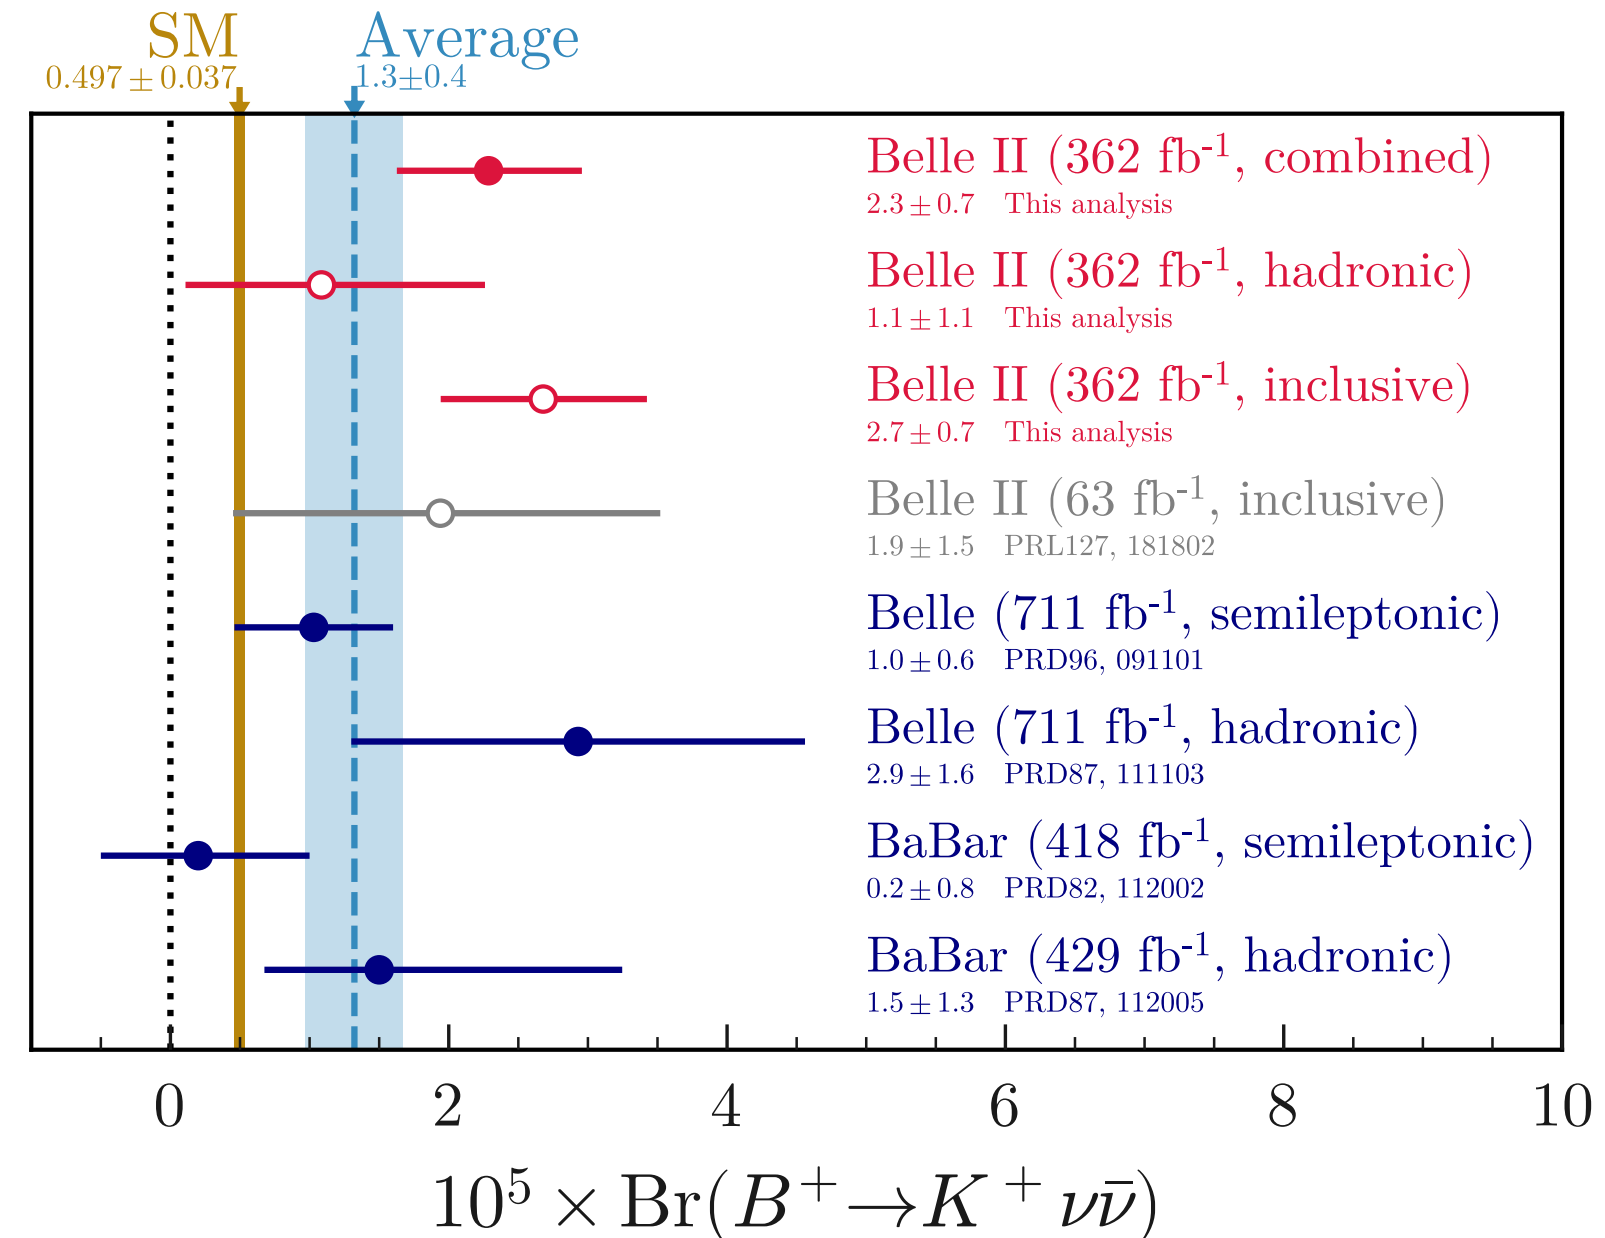 SM
0.497 ± 0.037
Average
1.3±0.4
Belle II (362 fb⁻¹, combined)
2.3 ± 0.7 This analysis
Belle II (362 fb⁻¹, hadronic)
1.1 ± 1.1 This analysis
Belle II (362 fb⁻¹, inclusive)
2.7 ± 0.7 This analysis
Belle II (63 fb⁻¹, inclusive)
1.9 ± 1.5 PRL127, 181802
Belle (711 fb⁻¹, semileptonic)
1.0 ± 0.6 PRD96, 091101
Belle (711 fb⁻¹, hadronic)
2.9 ± 1.6 PRD87, 111103
BaBar (418 fb⁻¹, semileptonic)
0.2 ± 0.8 PRD82, 112002
BaBar (429 fb⁻¹, hadronic)
1.5 ± 1.3 PRD87, 112005
0 2 4 6 8 10
10⁵ × Br(B⁺→K⁺νν̄)